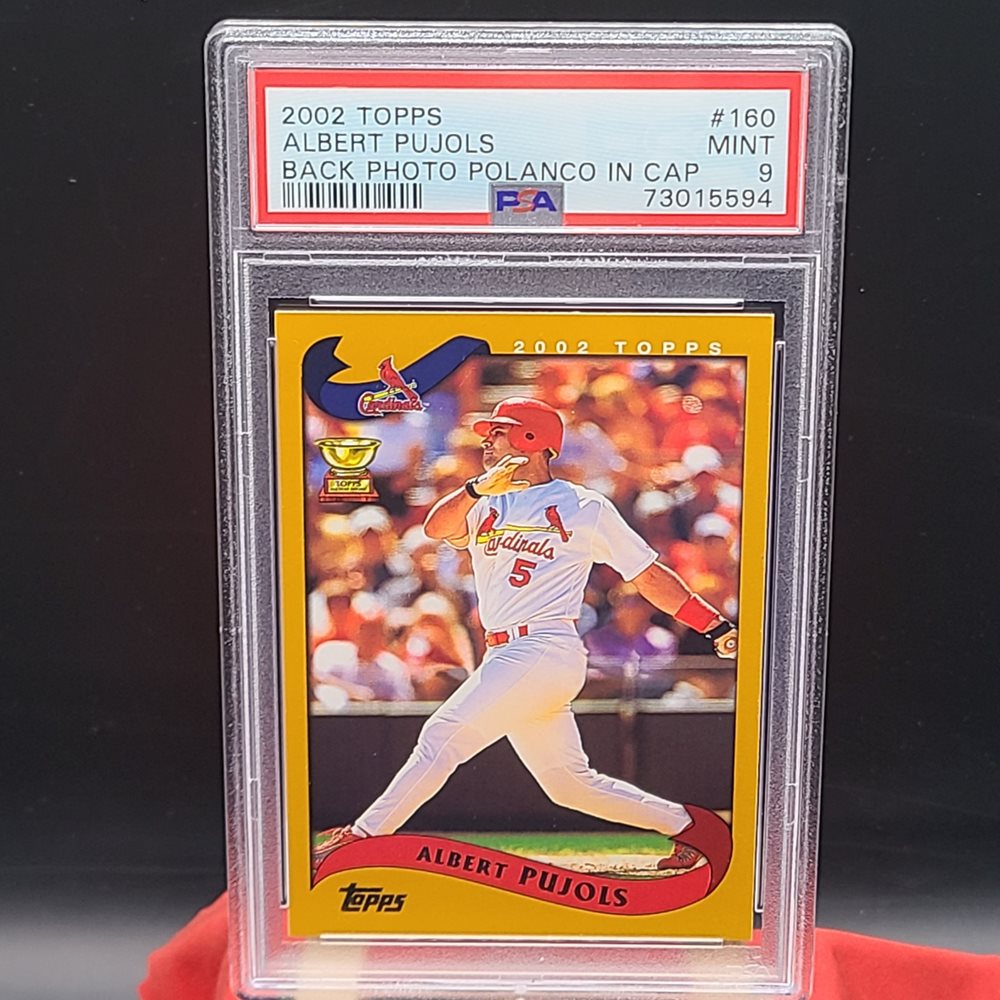 2002 TOPPS #160
ALBERT PUJOLS MINT
BACK PHOTO POLANCO IN CAP 9
PSA 73015594
2002 TOPPS
Cardinals
TOPPS
Cardinals
5
ALBERT PUJOLS
topps